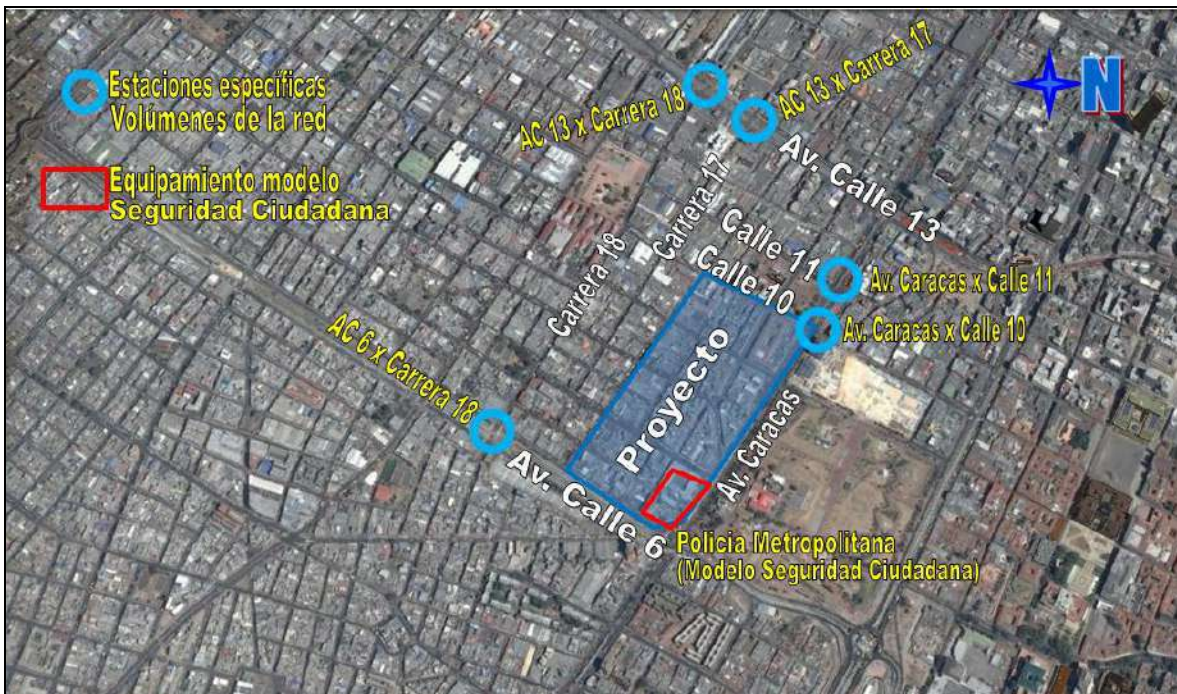 Estaciones específicas
Volúmenes de la red
Equipamiento modelo
Seguridad Ciudadana
AC 13 x Carrera 18
AC 13 x Carrera 17
N
Av. Calle 13
Carrera 17
Calle 11
Carrera 18
Calle 10
Av. Caracas x Calle 11
Av. Caracas x Calle 10
AC 6 x Carrera 18
Proyecto
Av. Caracas
Av. Calle 6
Policia Metropolitana
(Modelo Seguridad Ciudadana)